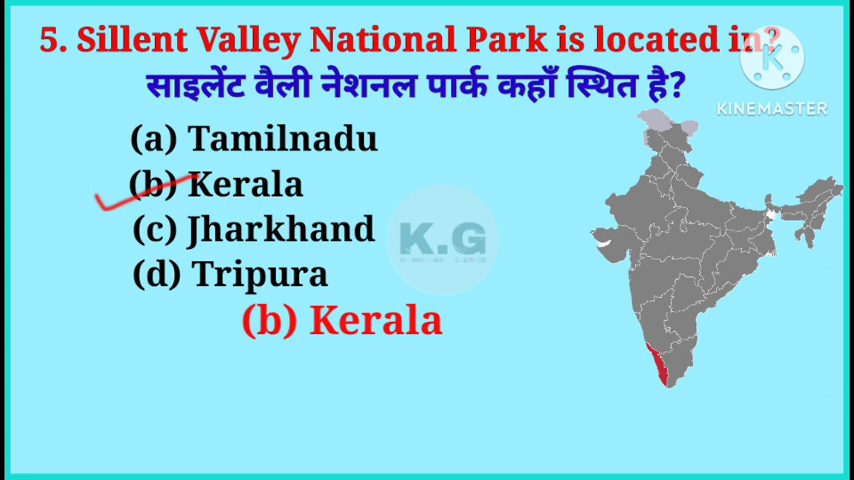 5. Sillent Valley National Park is located in?
साइलेंट वैली नेशनल पार्क कहाँ स्थित है?
KINEMASTER
(a) Tamilnadu
(b) Kerala
(c) Jharkhand
(d) Tripura
K.G
(b) Kerala